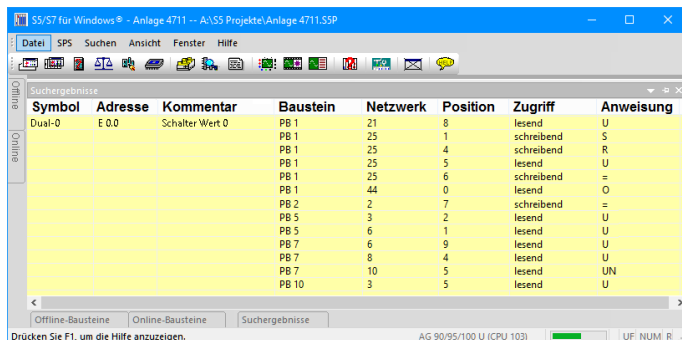 S5/S7 für Windows® - Anlage 4711 -- A:\S5 Projekte\Anlage 4711.S5P
Datei SPS Suchen Ansicht Fenster Hilfe
Offline
Online
Suchergebnisse
Symbol Adresse Kommentar Baustein Netzwerk Position Zugriff Anweisung
Dual-0 E 0.0 Schalter Wert 0 PB 1 21 8 lesend U
PB 1 25 1 schreibend S
PB 1 25 4 schreibend R
PB 1 25 5 lesend U
PB 1 25 6 schreibend =
PB 1 44 0 lesend O
PB 2 2 7 schreibend =
PB 5 3 2 lesend U
PB 5 6 1 lesend U
PB 7 6 9 lesend U
PB 7 8 4 lesend U
PB 7 10 5 lesend UN
PB 10 3 5 lesend U
Offline-Bausteine Online-Bausteine Suchergebnisse
Drücken Sie F1, um die Hilfe anzuzeigen. AG 90/95/100 U (CPU 103) UF NUM R